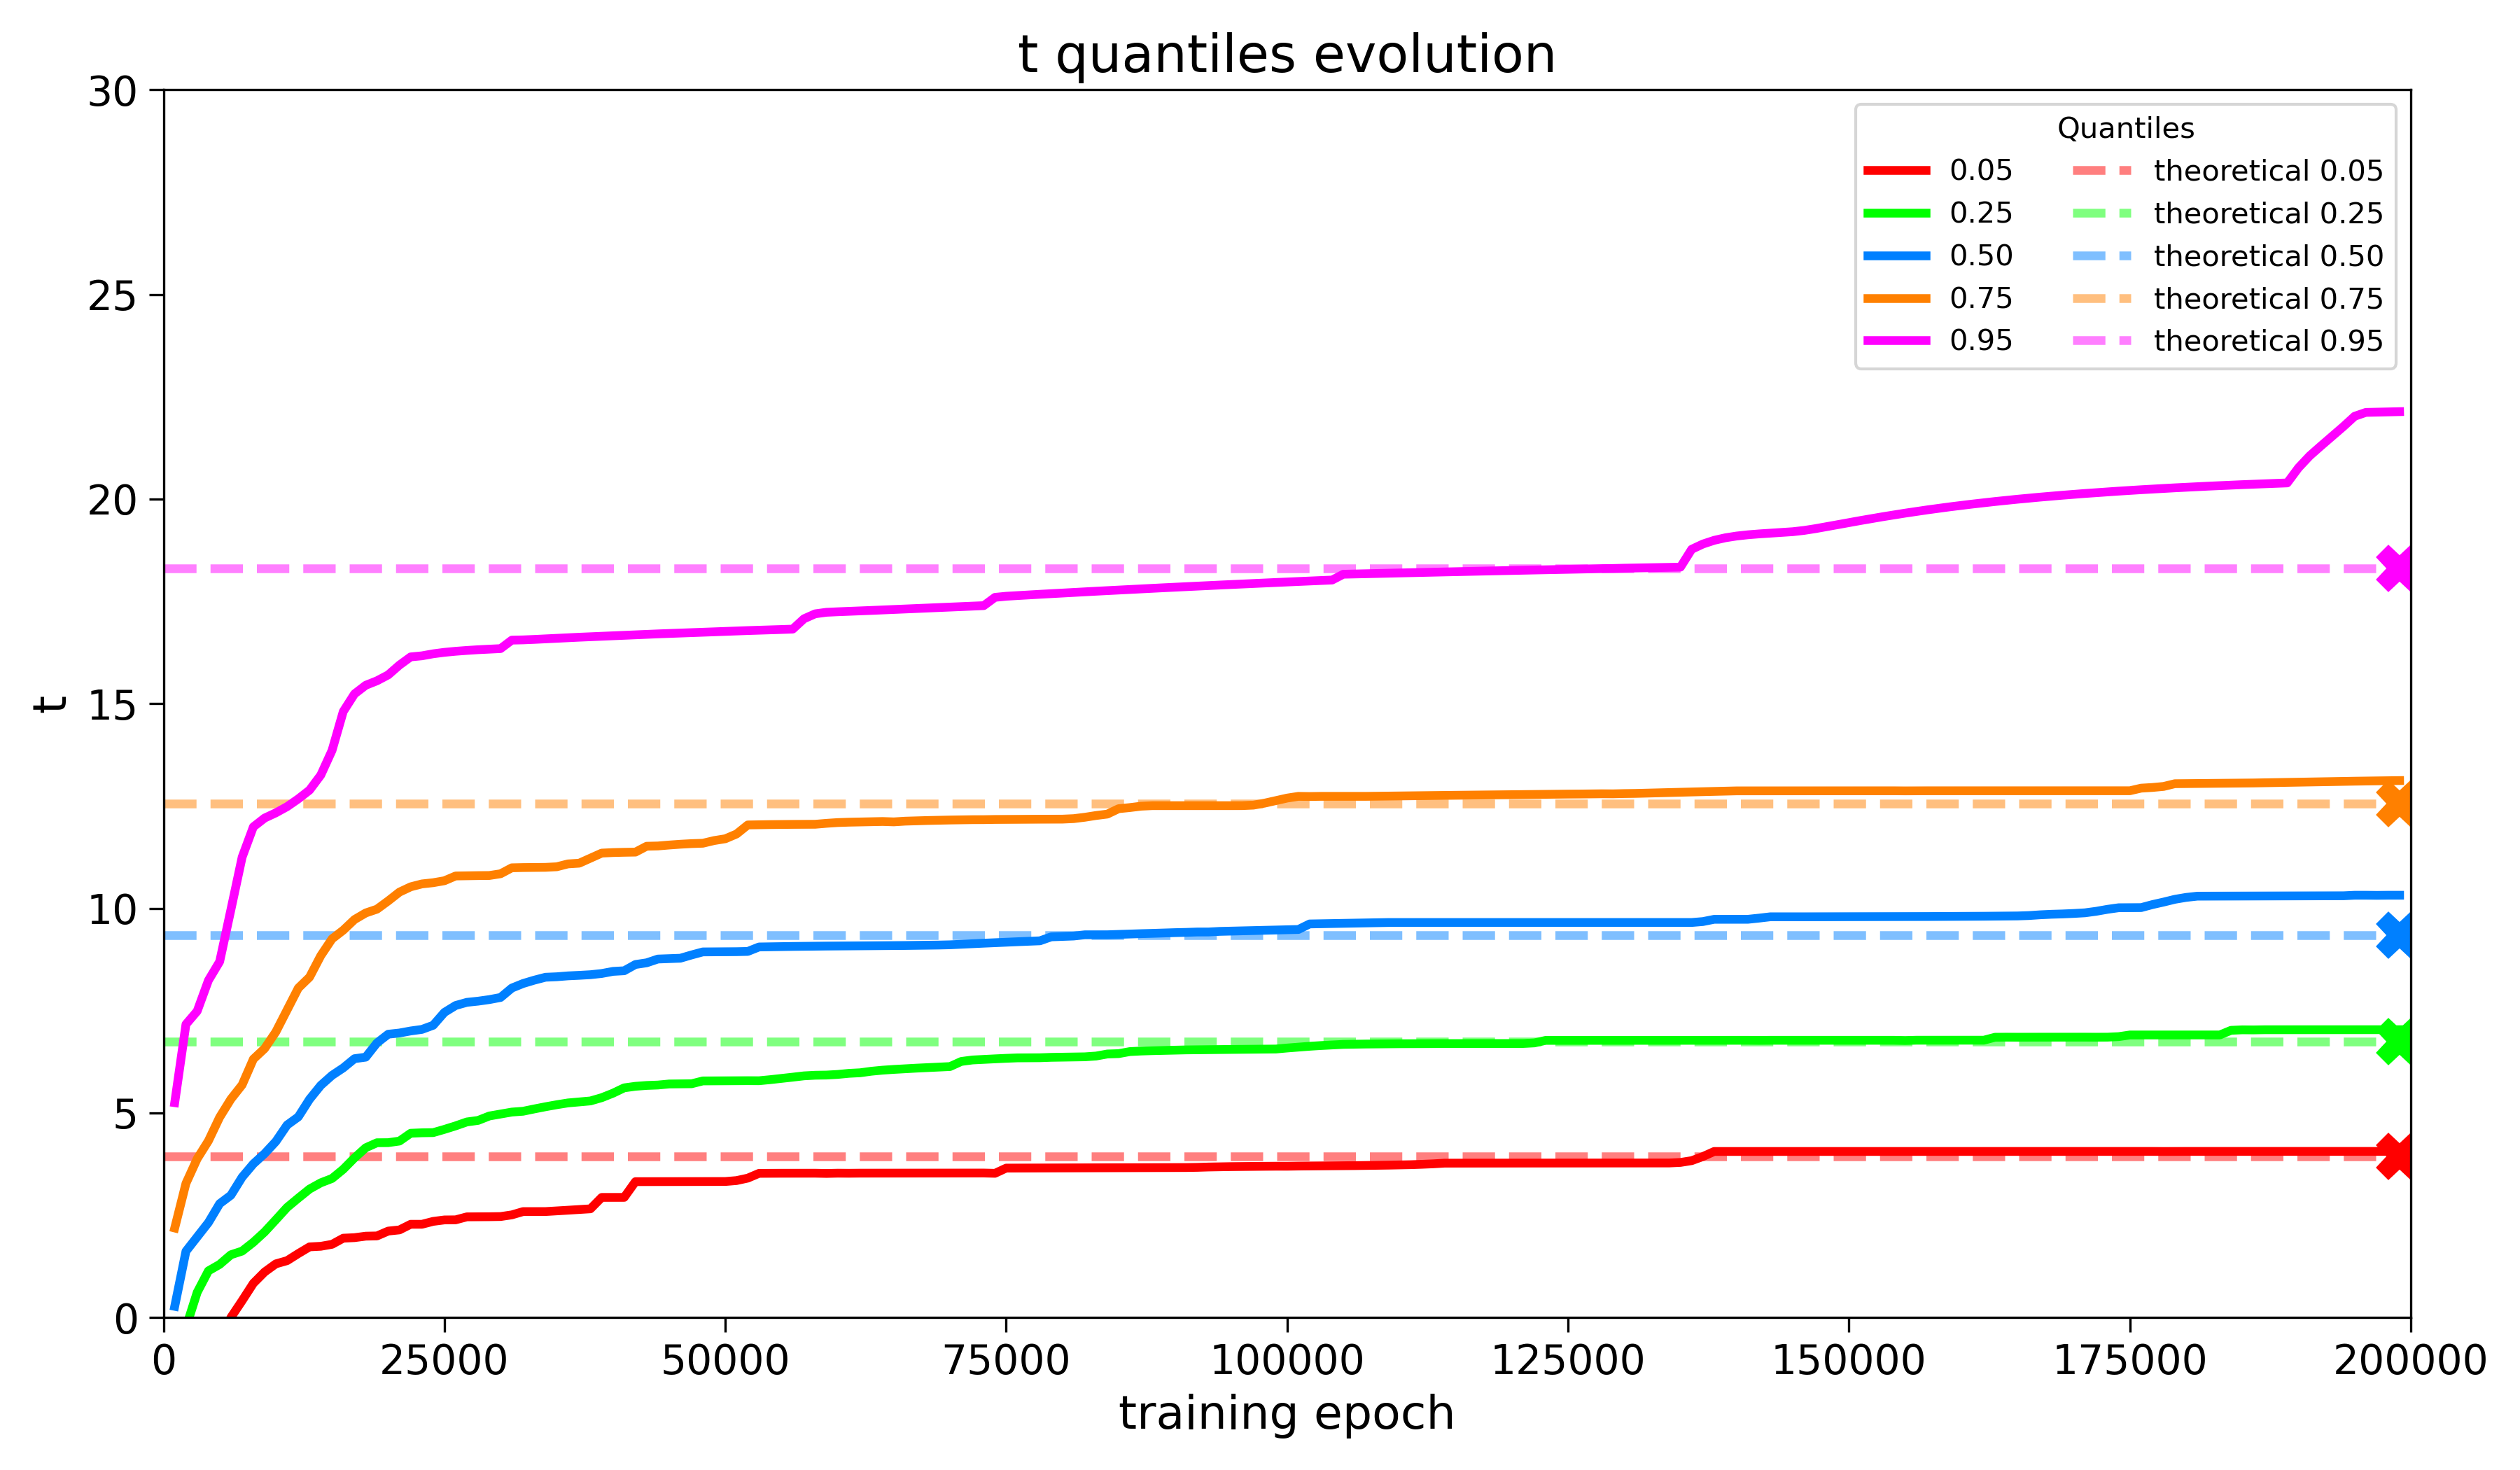 t quantiles evolution
30
25
20
15
10
5
0
t
Quantiles
0.05 theoretical 0.05
0.25 theoretical 0.25
0.50 theoretical 0.50
0.75 theoretical 0.75
0.95 theoretical 0.95
0 25000 50000 75000 100000 125000 150000 175000 200000
training epoch